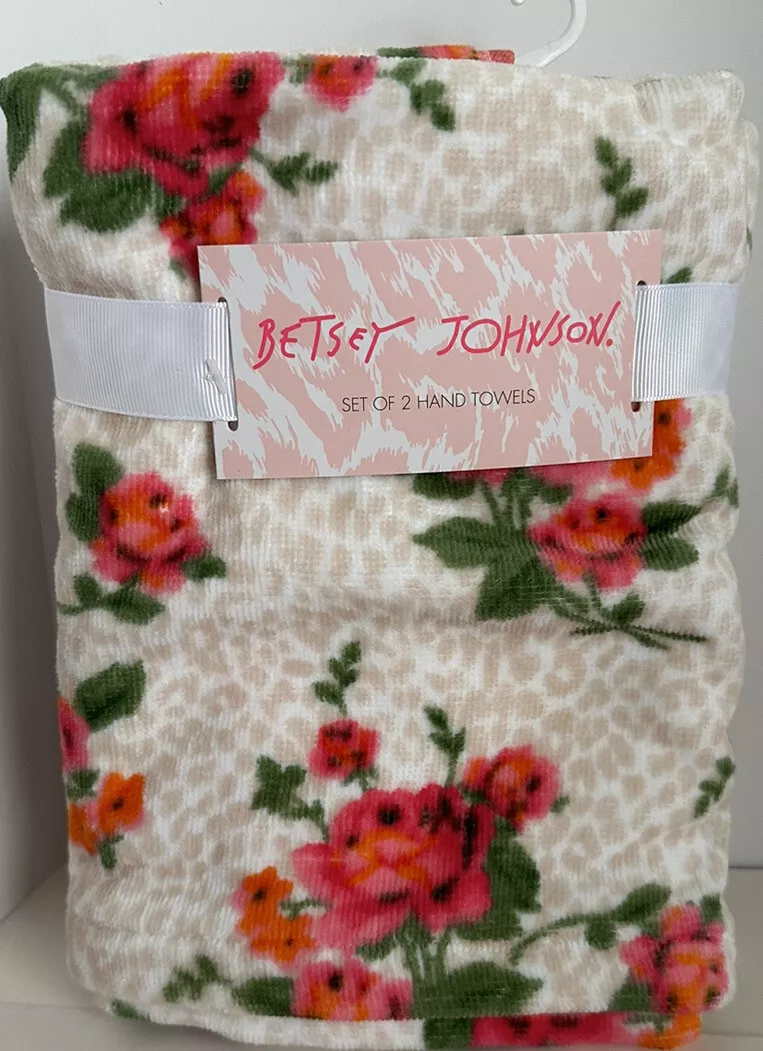 BETSEY JOHNSON.
SET OF 2 HAND TOWELS